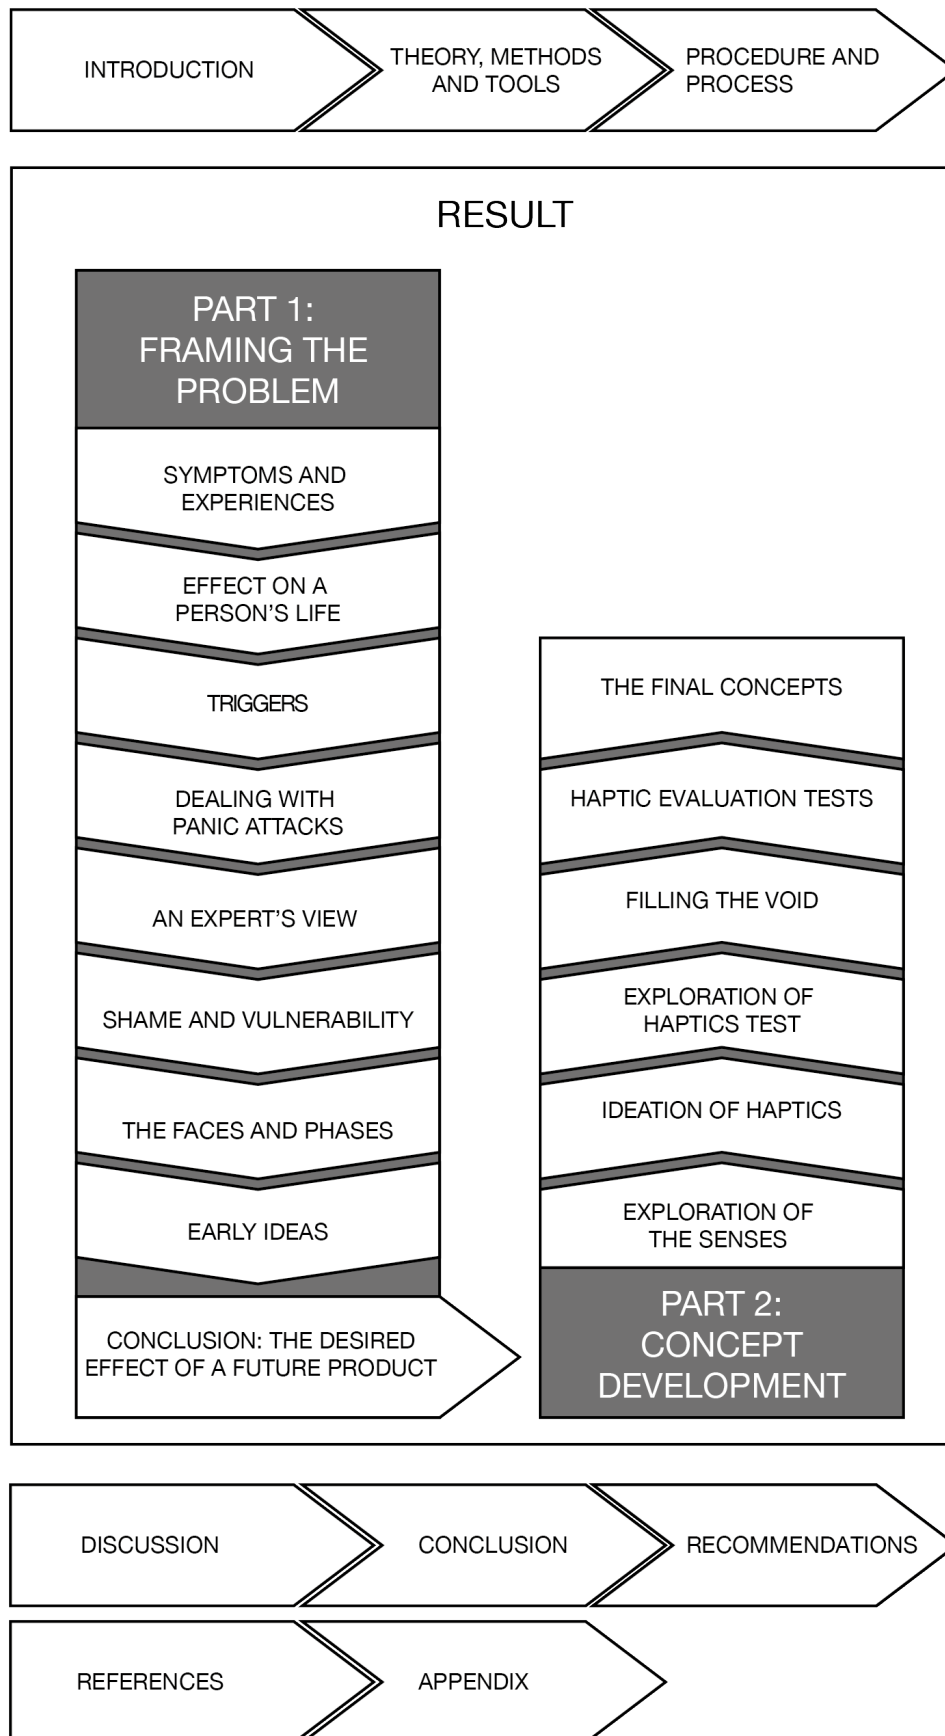 INTRODUCTION
THEORY, METHODS
AND TOOLS
PROCEDURE AND
PROCESS
RESULT
PART 1:
FRAMING THE
PROBLEM
SYMPTOMS AND
EXPERIENCES
EFFECT ON A
PERSON’S LIFE
TRIGGERS
DEALING WITH
PANIC ATTACKS
AN EXPERT’S VIEW
SHAME AND VULNERABILITY
THE FACES AND PHASES
EARLY IDEAS
CONCLUSION: THE DESIRED
EFFECT OF A FUTURE PRODUCT
THE FINAL CONCEPTS
HAPTIC EVALUATION TESTS
FILLING THE VOID
EXPLORATION OF
HAPTICS TEST
IDEATION OF HAPTICS
EXPLORATION OF
THE SENSES
PART 2:
CONCEPT
DEVELOPMENT
DISCUSSION
CONCLUSION
RECOMMENDATIONS
REFERENCES
APPENDIX